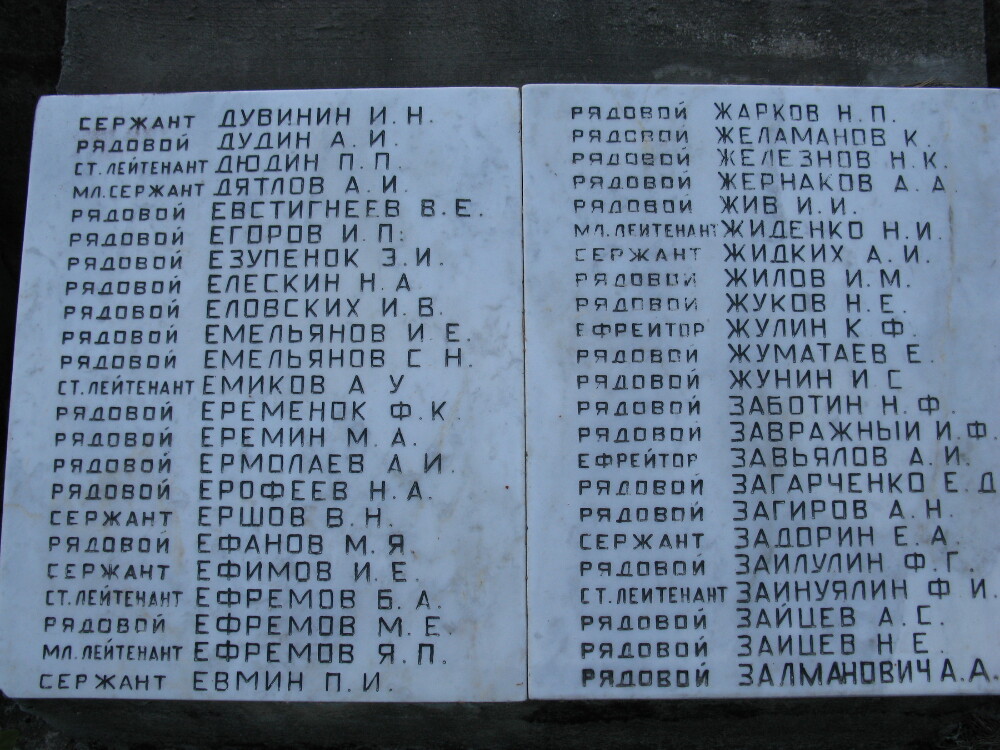 СЕРЖАНТ ДУВИНИН И. Н.
РЯДОВОЙ ДУДИН А. И.
СТ. ЛЕЙТЕНАНТ ДЮДИН П. П.
МЛ. СЕРЖАНТ ДЯТЛОВ А. И.
РЯДОВОЙ ЕВСТИГНЕЕВ В. Е.
РЯДОВОЙ ЕГОРОВ И. П.
РЯДОВОЙ ЕЗУПЕНОК З. И.
РЯДОВОЙ ЕЛЕСКИН Н. А
РЯДОВОЙ ЕЛОВСКИХ И. В.
РЯДОВОЙ ЕМЕЛЬЯНОВ И Е.
РЯДОВОЙ ЕМЕЛЬЯНОВ С Н.
СТ. ЛЕЙТЕНАНТ ЕМИКОВ А У
РЯДОВОЙ ЕРЕМЕНОК Ф. К
РЯДОВОЙ ЕРЕМИН М. А.
РЯДОВОЙ ЕРМОЛАЕВ А И.
РЯДОВОЙ ЕРОФЕЕВ Н. А.
СЕРЖАНТ ЕРШОВ В. Н.
РЯДОВОЙ ЕФАНОВ М. Я.
СЕРЖАНТ ЕФИМОВ И. Е.
СТ. ЛЕЙТЕНАНТ ЕФРЕМОВ Б. А.
РЯДОВОЙ ЕФРЕМОВ М. Е.
МЛ. ЛЕЙТЕНАНТ ЕФРЕМОВ Я. П.
СЕРЖАНТ ЕВМИН П. И.
РЯДОВОЙ ЖАРКОВ Н. П.
РЯДОВОЙ ЖЕЛАМАНОВ К.
РЯДОВОЙ ЖЕЛЕЗНОВ Н. К.
РЯДОВОЙ ЖЕРНАКОВ А. А
РЯДОВОЙ ЖИВ И. И.
МЛ. ЛЕЙТЕНАНТ ЖИДЕНКО Н. И.
СЕРЖАНТ ЖИДКИХ А. И.
РЯДОВОЙ ЖИЛОВ И. М.
РЯДОВОЙ ЖУКОВ Н. Е.
ЕФРЕЙТОР ЖУЛИН К Ф.
РЯДОВОЙ ЖУМАТАЕВ Е.
РЯДОВОЙ ЖУНИН И С
РЯДОВОЙ ЗАБОТИН Н. Ф.
РЯДОВОЙ ЗАВРАЖНЫЙ И. Ф.
ЕФРЕЙТОР ЗАВЬЯЛОВ А. И.
РЯДОВОЙ ЗАГАРЧЕНКО Е. Д
РЯДОВОЙ ЗАГИРОВ А. Н.
СЕРЖАНТ ЗАДОРИН Е. А.
РЯДОВОЙ ЗАЙЛУЛИН Ф. Г.
СТ. ЛЕЙТЕНАНТ ЗАЙНУЯЛИН Ф И.
РЯДОВОЙ ЗАЙЦЕВ А. С.
РЯДОВОЙ ЗАЙЦЕВ Н Е.
РЯДОВОЙ ЗАЛМАНОВИЧ А. А.